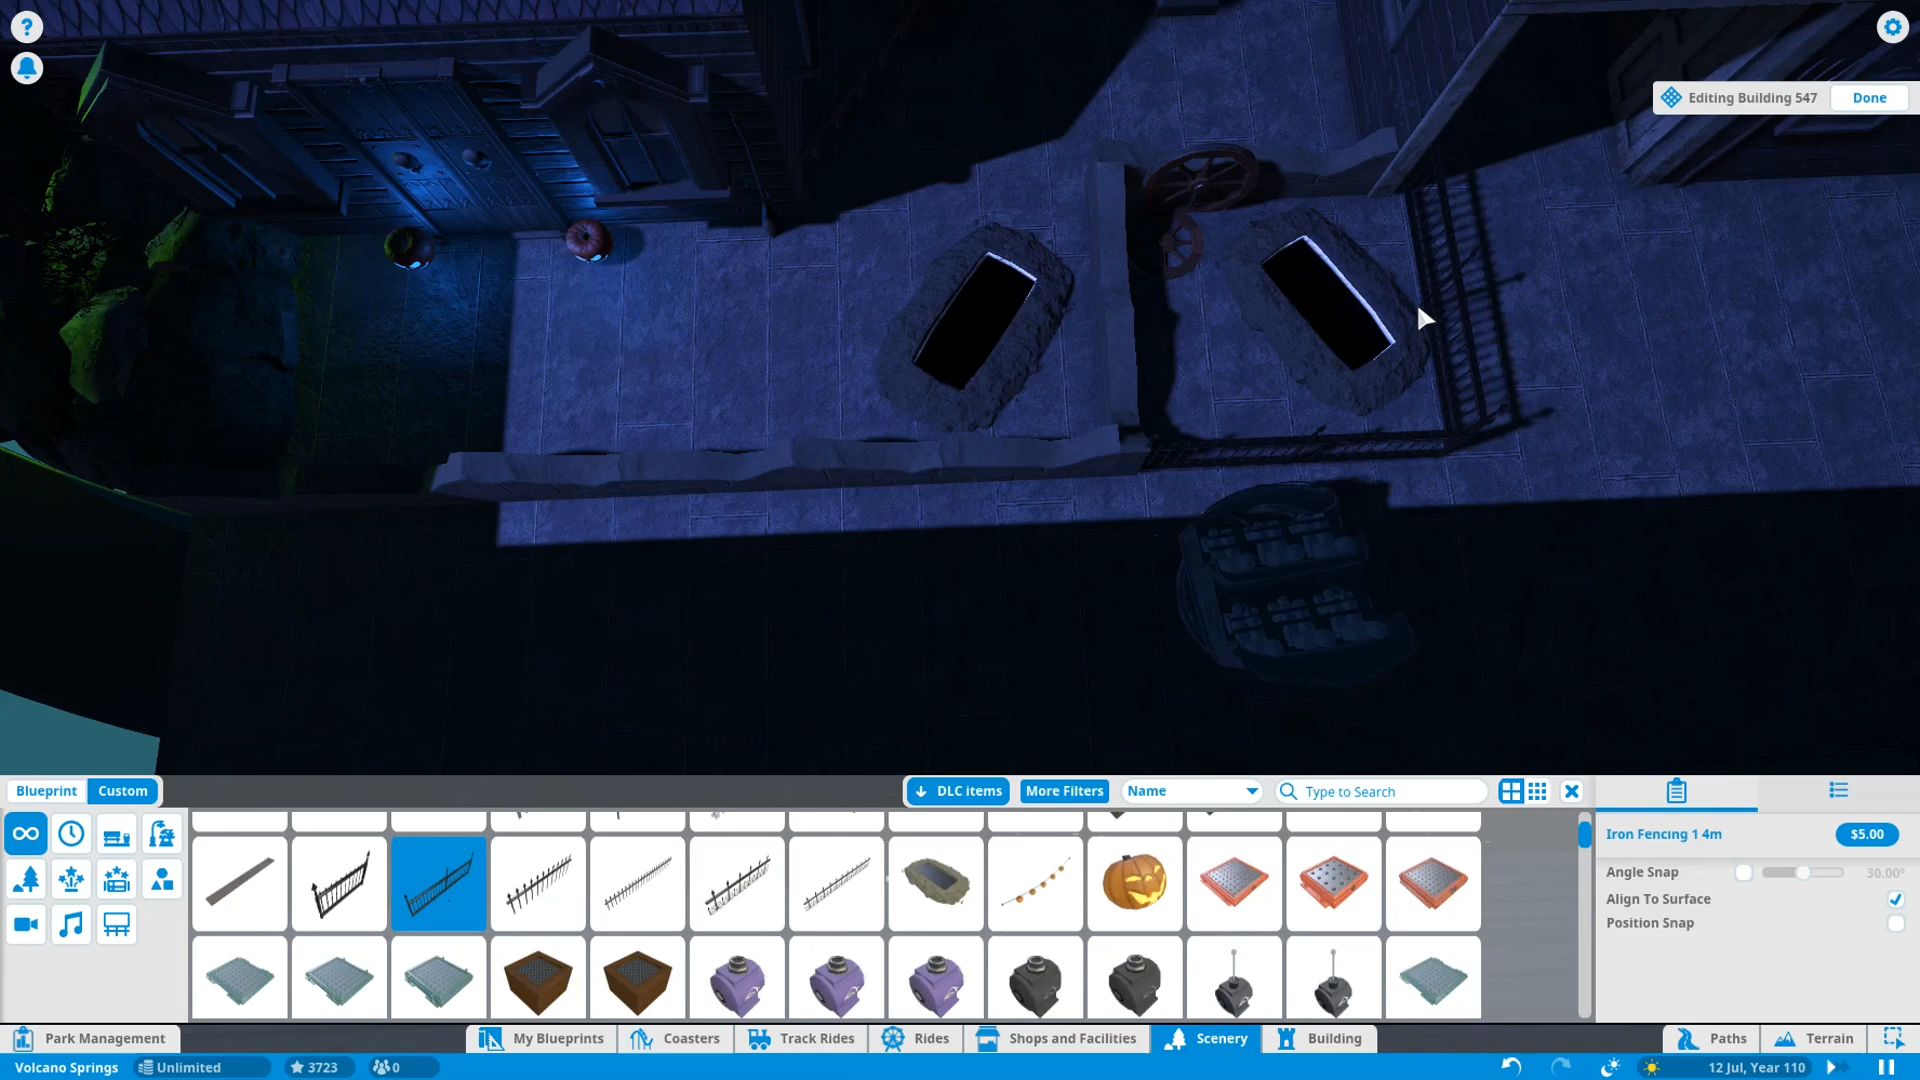 ?
Editing Building 547
Done
Blueprint
Custom
DLC items
More Filters
Name
Type to Search
Iron Fencing 1 4m
$5.00
Angle Snap
30.00°
Align To Surface
Position Snap
Park Management
My Blueprints
Coasters
Track Rides
Rides
Shops and Facilities
Scenery
Building
Paths
Terrain
Volcano Springs
Unlimited
3723
0
12 Jul, Year 110